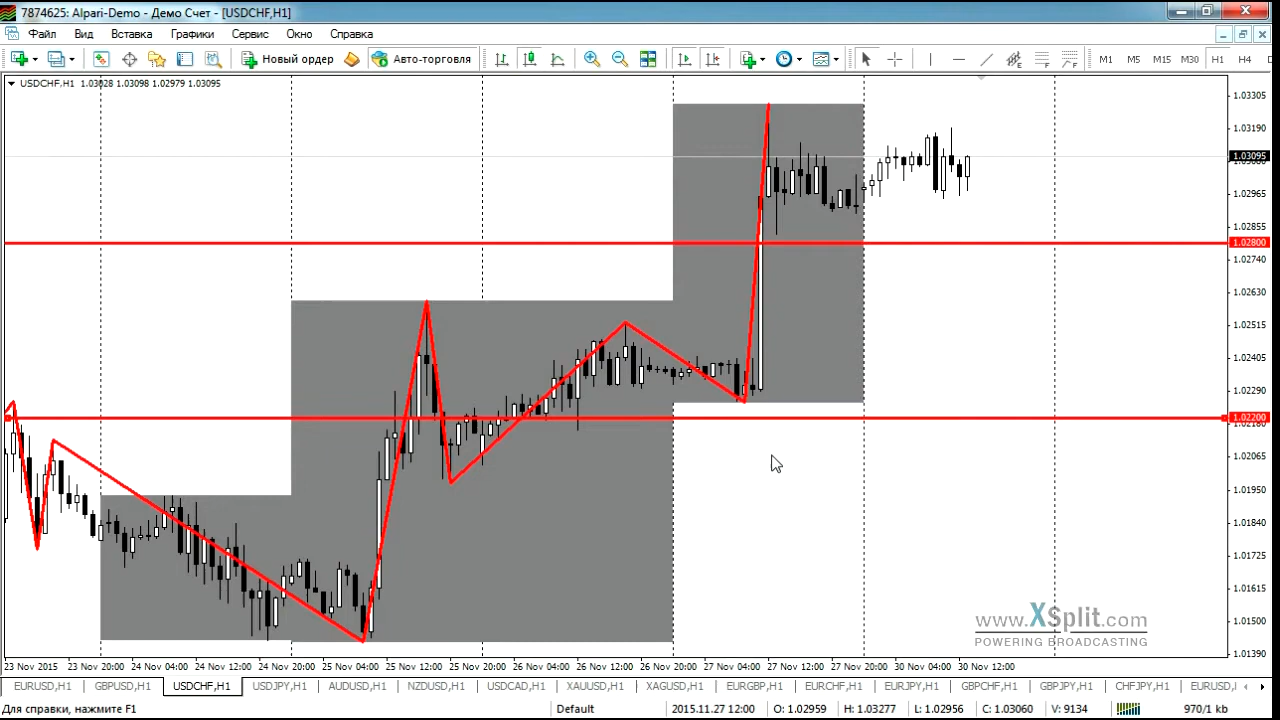 7874625: Alpari-Demo - Демо Счет - [USDCHF,H1]
Файл Вид Вставка Графики Сервис Окно Справка
Новый ордер Авто-торговля M1 M5 M15 M30 H1 H4
USDCHF,H1 1.03028 1.03098 1.02979 1.03095
1.03305
1.03190
1.03095
1.02965
1.02855
1.02800
1.02740
1.02630
1.02515
1.02405
1.02290
1.02200
1.02065
1.01950
1.01840
1.01725
1.01615
1.01500
1.01390
www.XSplit.com
POWERING BROADCASTING
23 Nov 2015 23 Nov 20:00 24 Nov 04:00 24 Nov 12:00 24 Nov 20:00 25 Nov 04:00 25 Nov 12:00 25 Nov 20:00 26 Nov 04:00 26 Nov 12:00 26 Nov 20:00 27 Nov 04:00 27 Nov 12:00 27 Nov 20:00 30 Nov 04:00 30 Nov 12:00
EURUSD,H1 GBPUSD,H1 USDCHF,H1 USDJPY,H1 AUDUSD,H1 NZDUSD,H1 USDCAD,H1 XAUUSD,H1 XAGUSD,H1 EURGBP,H1 EURCHF,H1 EURJPY,H1 GBPCHF,H1 GBPJPY,H1 CHFJPY,H1 EURUSD,
Для справки, нажмите F1 Default 2015.11.27 12:00 O: 1.02959 H: 1.03277 L: 1.02956 C: 1.03060 V: 9134 970/1 kb